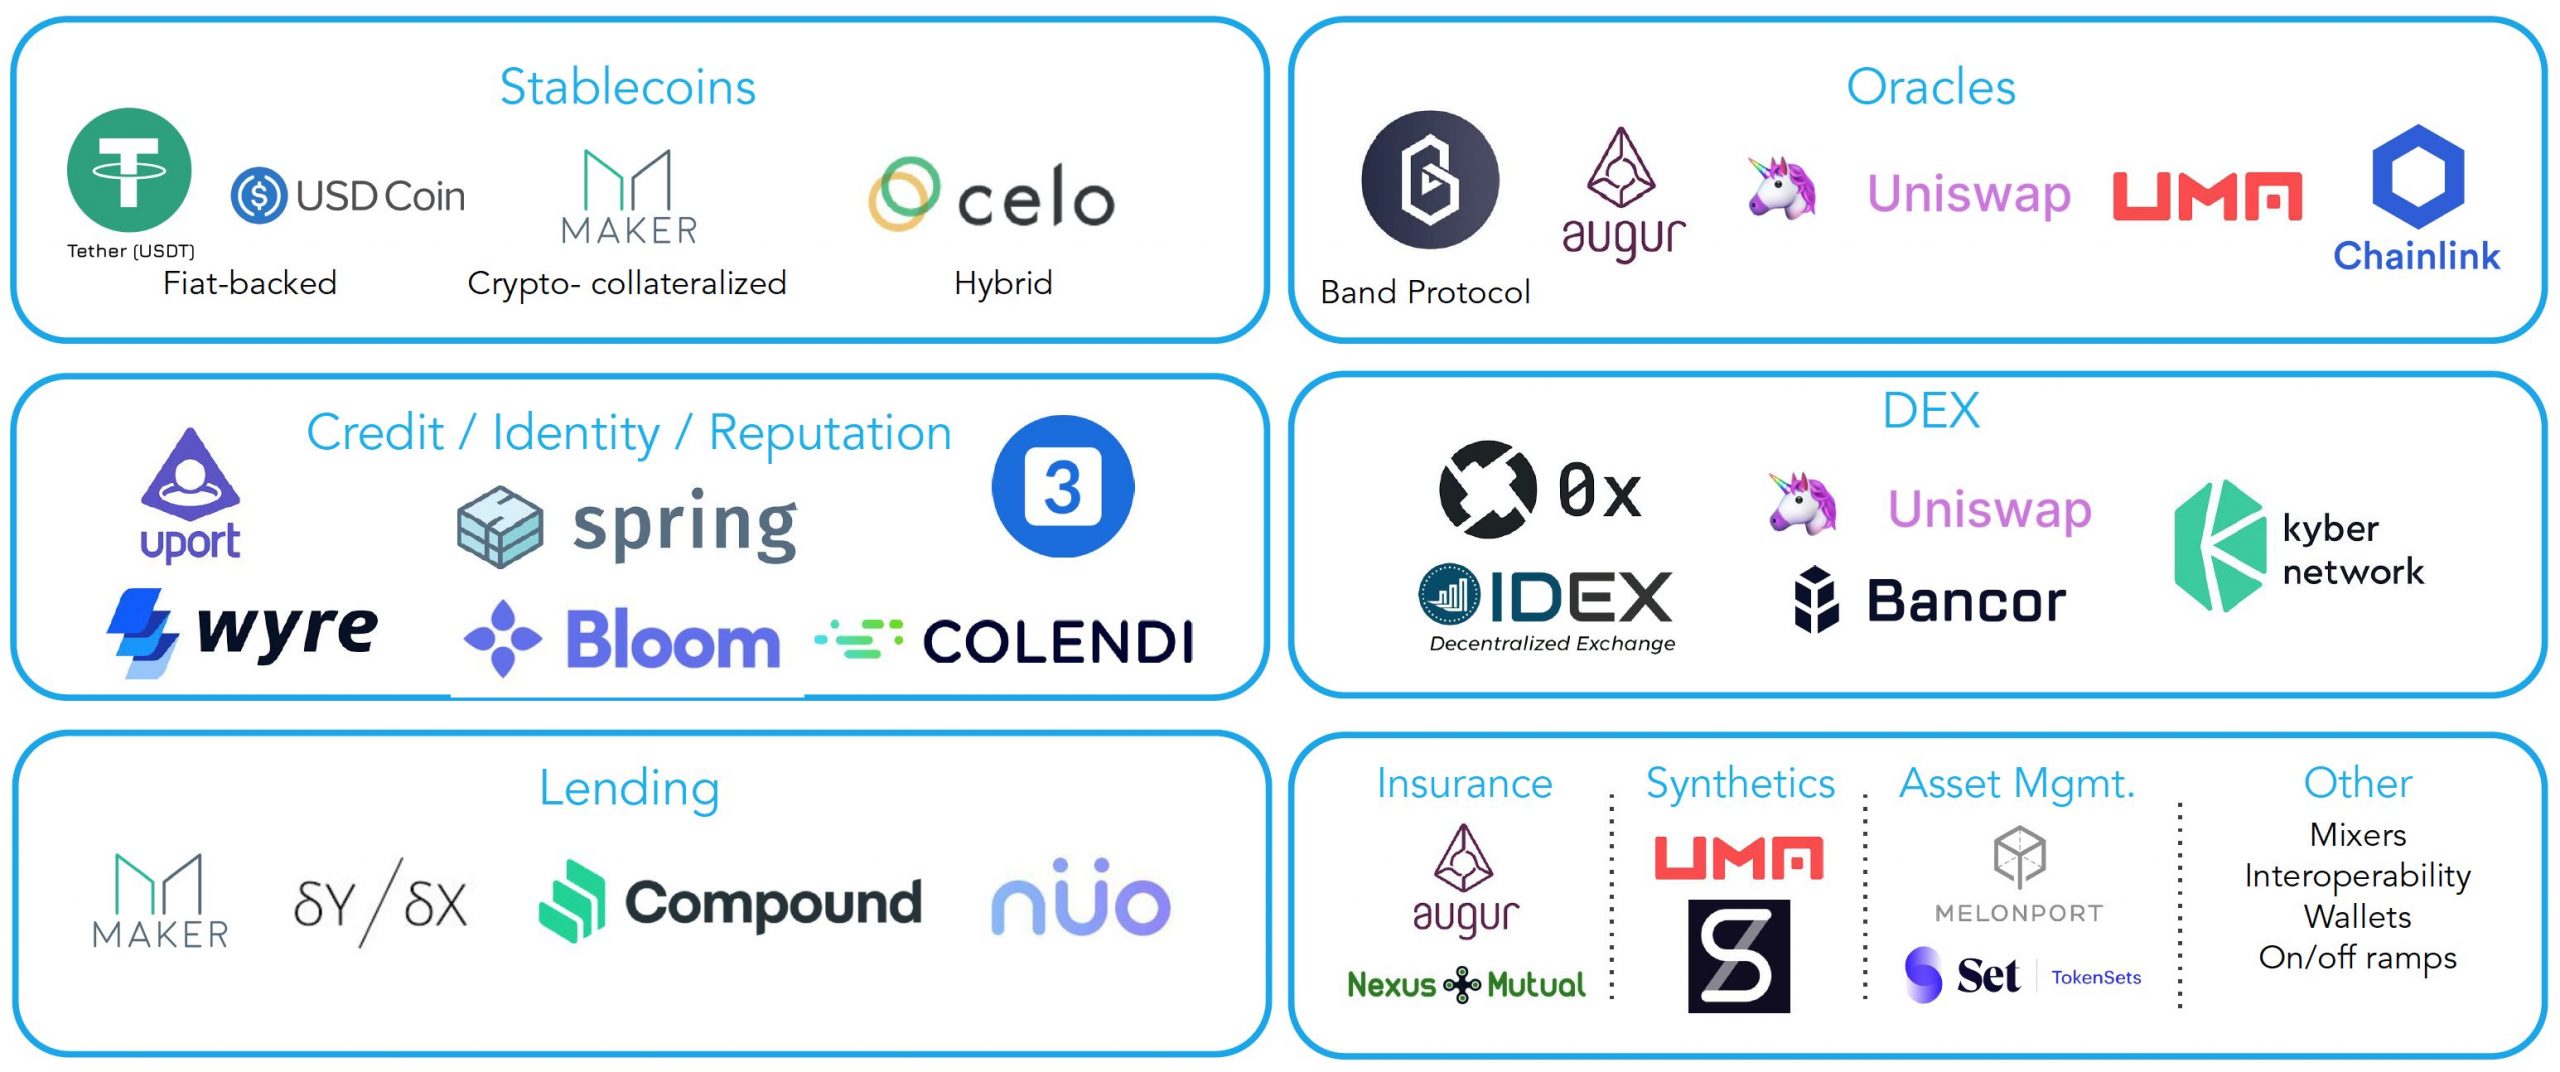 Stablecoins
Tether (USDT)
USD Coin
MAKER
celo
Fiat-backed
Crypto- collateralized
Hybrid
Oracles
Band Protocol
augur
Uniswap
UMA
Chainlink
Credit / Identity / Reputation
uport
spring
3
wyre
Bloom
COLENDI
DEX
0x
Uniswap
kyber
network
IDEX
Decentralized Exchange
Bancor
Lending
MAKER
δY/δX
Compound
nüo
Insurance
augur
Nexus Mutual
Synthetics
UMA
S
Asset Mgmt.
MELONPORT
Set TokenSets
Other
Mixers
Interoperability
Wallets
On/off ramps